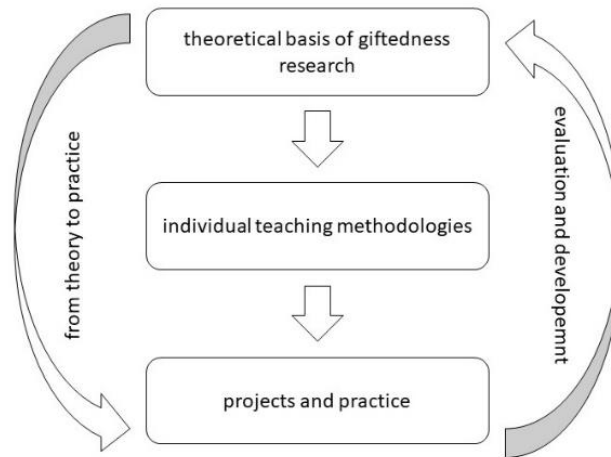 theoretical basis of giftedness
research
from theory to practice
individual teaching methodologies
evaluation and developemnt
projects and practice